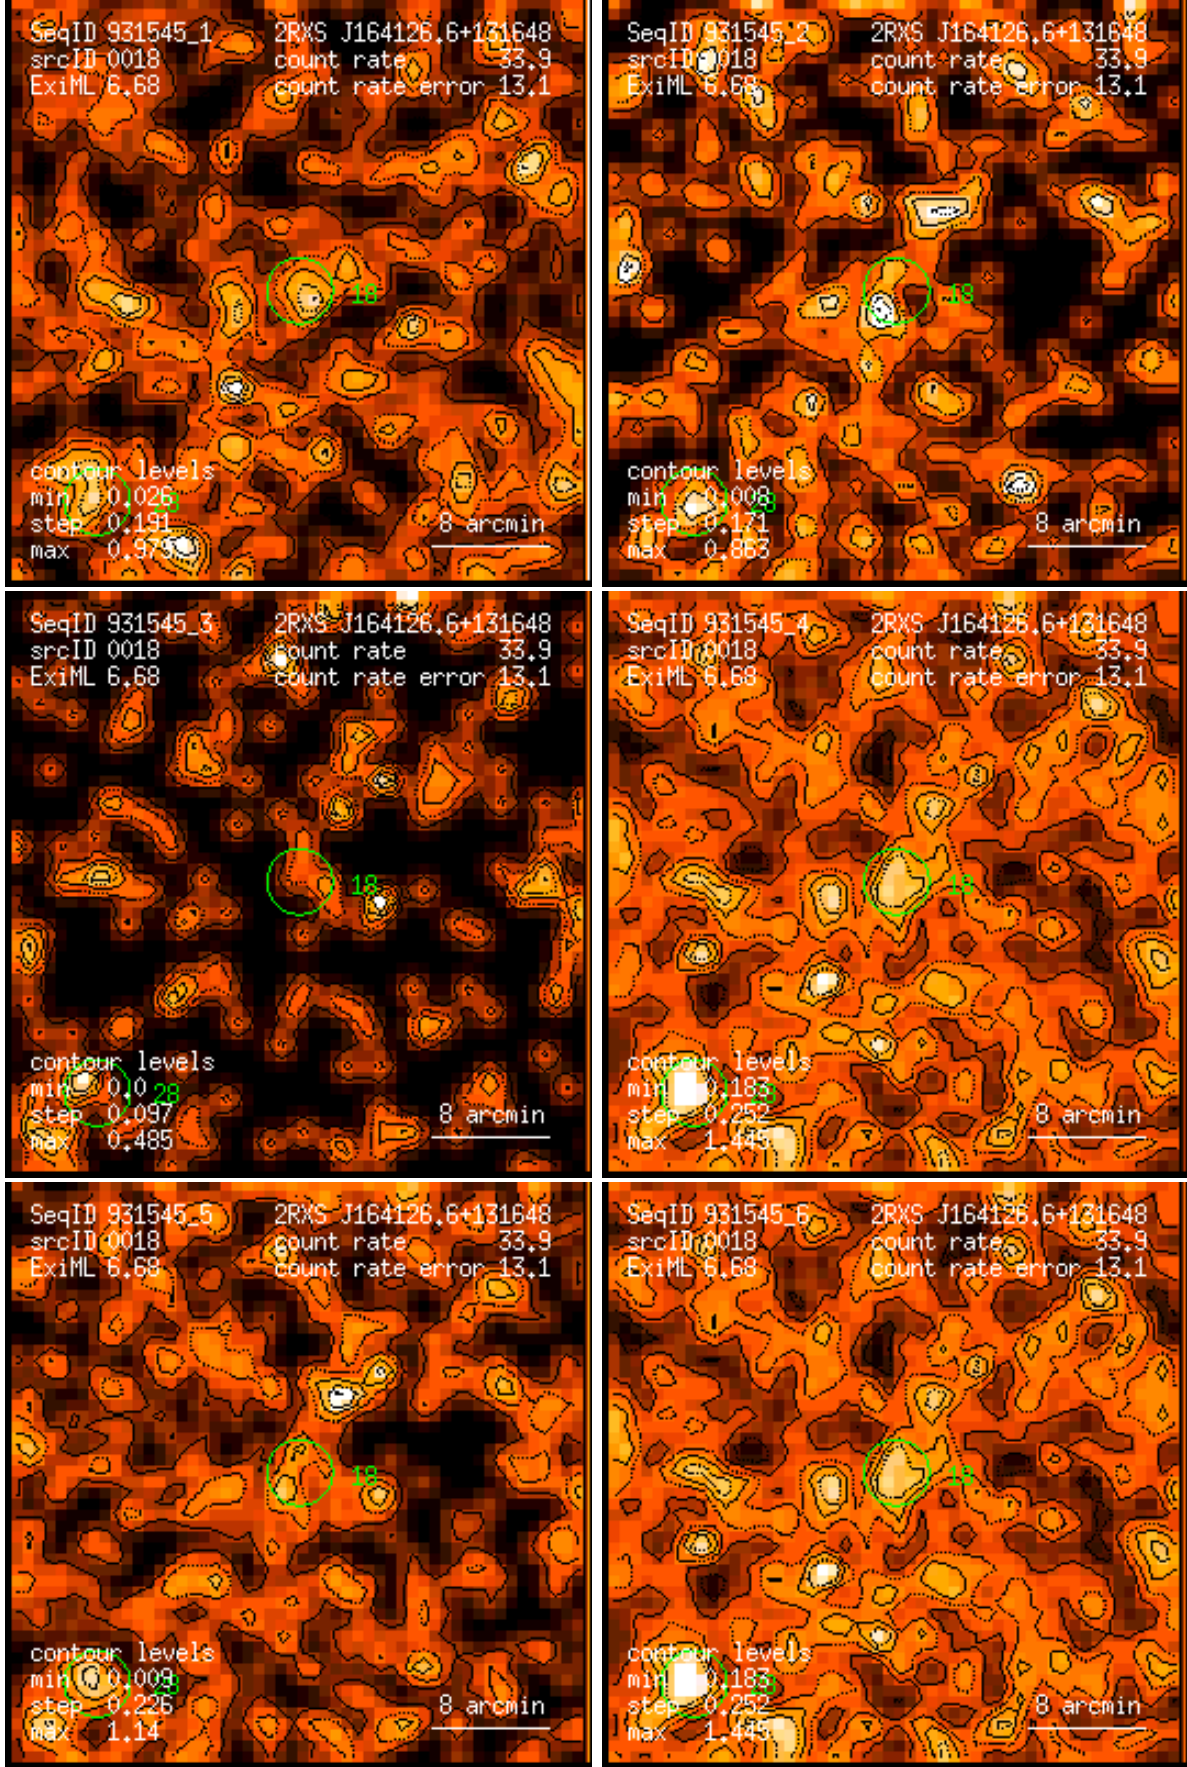 SeqID 931545_1 2RXS J164126.6+131648
srcID 0018 count rate 33.9
ExiML 6.68 count rate error 13.1
18
contour levels
min 0.026 28
step 0.191 8 arcmin
max
SeqID 931545_2 2RXS J164126.6+131648
srcID 0018 count rate 33.9
ExiML 6.68 count rate error 13.1
18
contour levels
min 0.008 28
step 0.171 8 arcmin
max 0.863
SeqID 931545_3 2RXS J164126.6+131648
srcID 0018 count rate 33.9
ExiML 6.68 count rate error 13.1
18
contour levels
min 0.0 28
step 0.097 8 arcmin
max 0.485
SeqID 931545_4 2RXS J164126.6+131648
srcID 0018 count rate 33.9
ExiML 6.68 count rate error 13.1
18
contour levels
min 0.183 28
step 0.252 8 arcmin
max 1.445
SeqID 931545_5 2RXS J164126.6+131648
srcID 0018 count rate 33.9
ExiML 6.68 count rate error 13.1
18
contour levels
min 0.009 28
step 0.226 8 arcmin
max 1.14
SeqID 931545_6 2RXS J164126.6+131648
srcID 0018 count rate 33.9
ExiML 6.68 count rate error 13.1
18
contour levels
min 0.183 28
step 0.252 8 arcmin
max 1.445